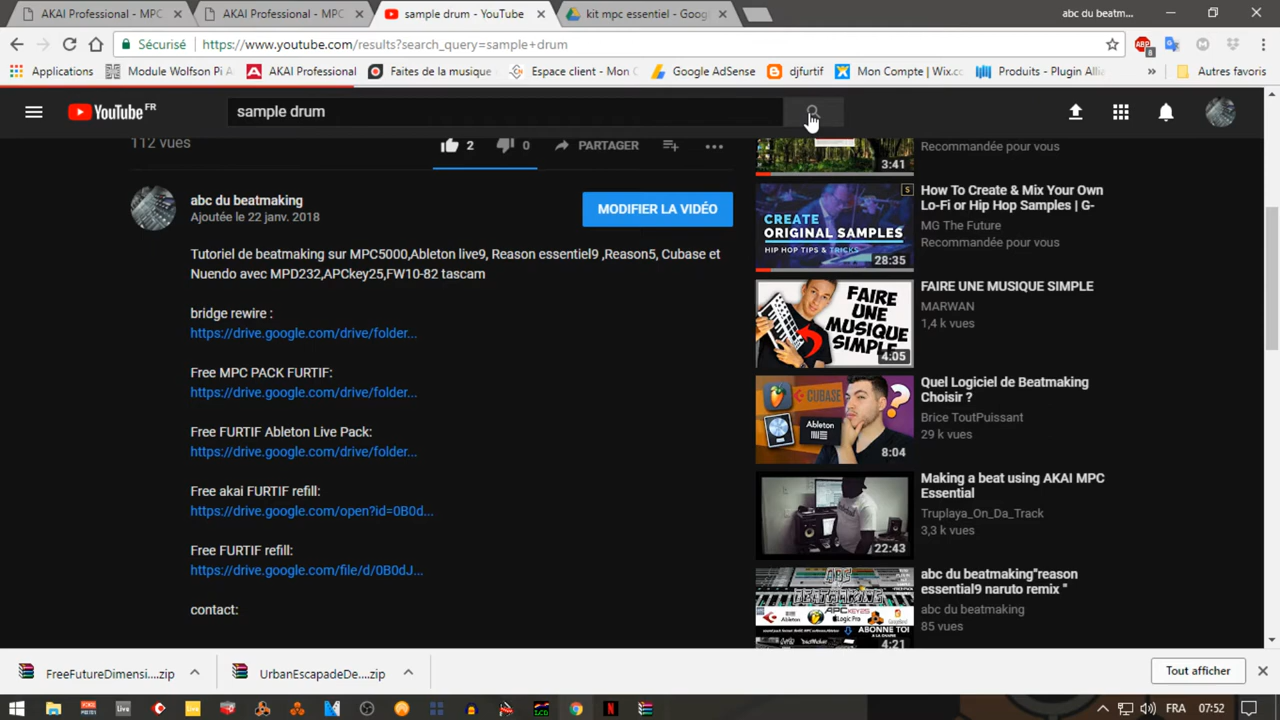 AKAI Professional - MPC
AKAI Professional - MPC
sample drum - YouTube
kit mpc essentiel - Goog
abc du beatm...
Sécurisé
https://www.youtube.com/results?search_query=sample+drum
Applications
Module Wolfson Pi A
AKAI Professional
Faites de la musique
Espace client - Mon C
Google AdSense
djfurtif
Mon Compte | Wix.co
Produits - Plugin Allia
Autres favoris
YouTube FR
sample drum
112 vues
2
0
PARTAGER
abc du beatmaking
Ajoutée le 22 janv. 2018
MODIFIER LA VIDÉO
Tutoriel de beatmaking sur MPC5000,Ableton live9, Reason essentiel9 ,Reason5, Cubase et
Nuendo avec MPD232,APCkey25,FW10-82 tascam
bridge rewire :
https://drive.google.com/drive/folder...
Free MPC PACK FURTIF:
https://drive.google.com/drive/folder...
Free FURTIF Ableton Live Pack:
https://drive.google.com/drive/folder...
Free akai FURTIF refill:
https://drive.google.com/open?id=0B0d...
Free FURTIF refill:
https://drive.google.com/file/d/0B0dJ...
contact:
3:41
Recommandée pour vous
CREATE
ORIGINAL SAMPLES
HIP HOP TIPS & TRICKS
S
28:35
How To Create & Mix Your Own
Lo-Fi or Hip Hop Samples | G-
MG The Future
Recommandée pour vous
FAIRE
UNE
MUSIQUE
SIMPLE
4:05
FAIRE UNE MUSIQUE SIMPLE
MARWAN
1,4 k vues
CUBASE
Ableton
?
8:04
Quel Logiciel de Beatmaking
Choisir ?
Brice ToutPuissant
29 k vues
22:43
Making a beat using AKAI MPC
Essential
Truplaya_On_Da_Track
3,3 k vues
ABC
BEATMAKING
Ableton
APCKEY25
Logic Pro
ABONNE TOI
4:21
abc du beatmaking"reason
essential9 naruto remix "
abc du beatmaking
85 vues
FreeFutureDimensi....zip
UrbanEscapadeDe....zip
Tout afficher
Live
FRA
07:52